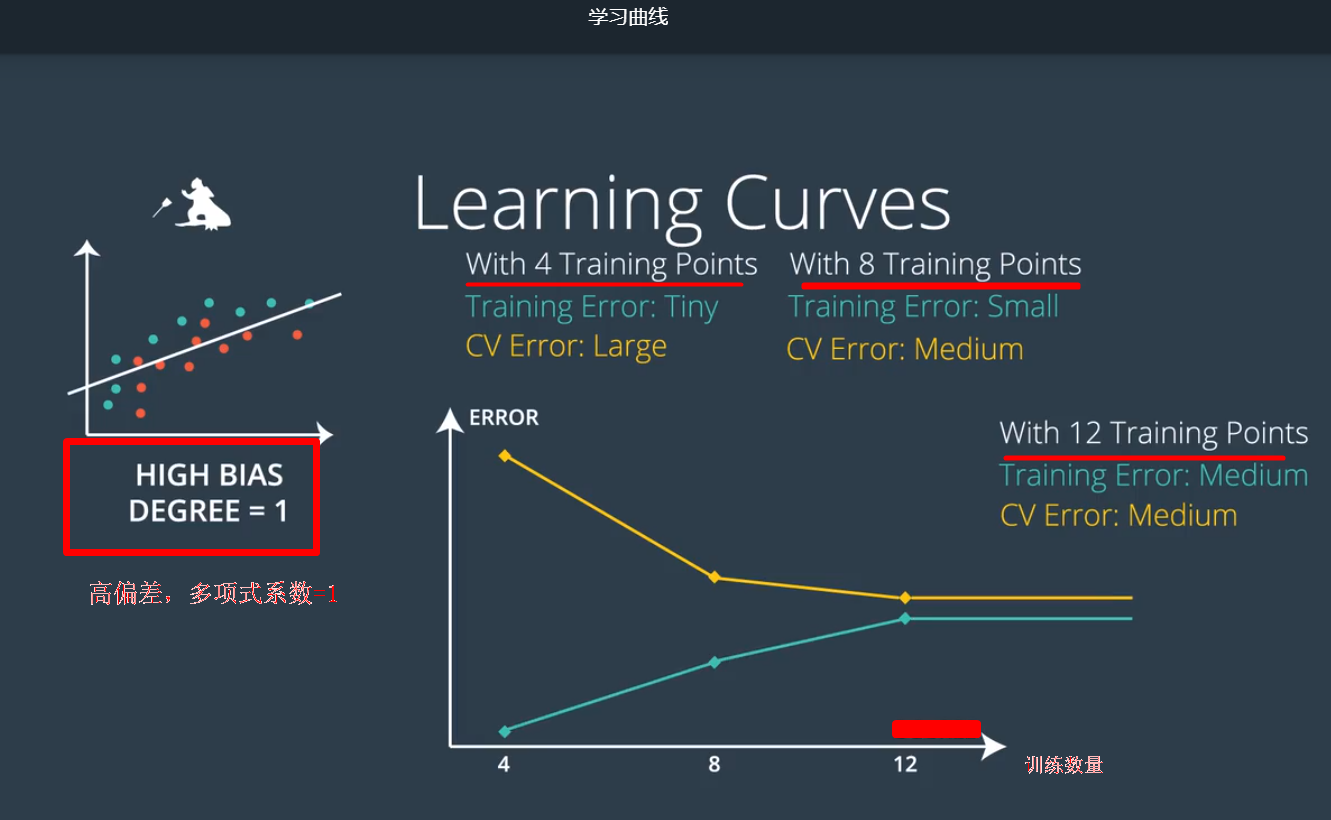 学习曲线
Learning Curves
With 4 Training Points
Training Error: Tiny
CV Error: Large
With 8 Training Points
Training Error: Small
CV Error: Medium
ERROR
With 12 Training Points
Training Error: Medium
CV Error: Medium
HIGH BIAS
DEGREE = 1
高偏差，多项式系数=1
4
8
12
训练数量